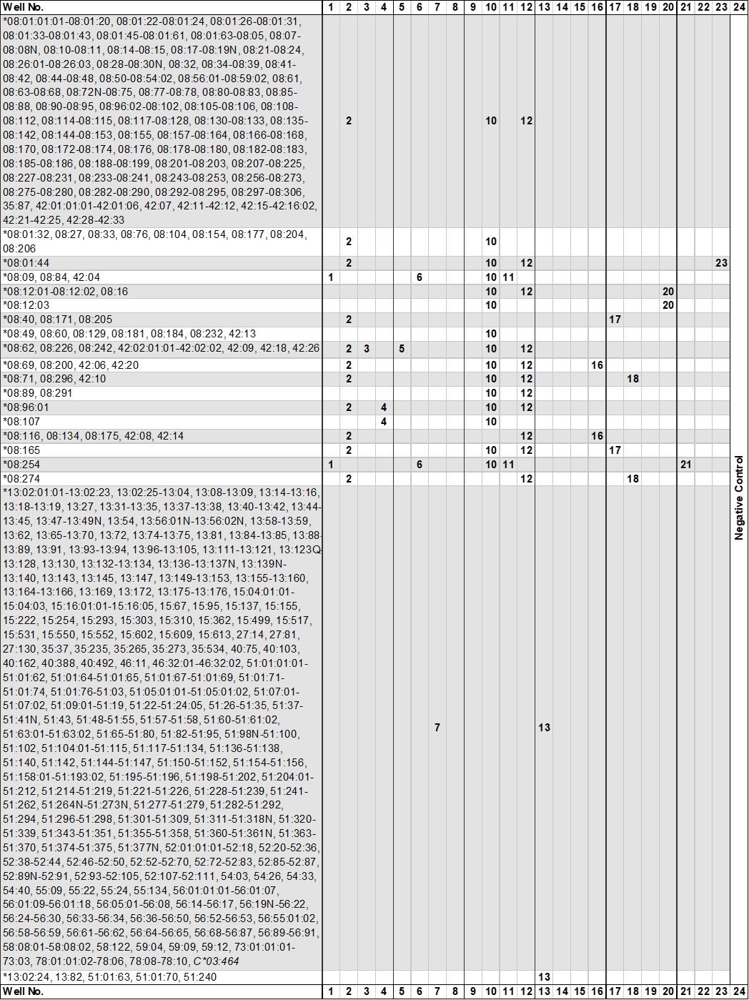 Well No. 1 2 3 4 5 6 7 8 9 10 11 12 13 14 15 16 17 18 19 20 21 22 23 24
*08:01:01:01-08:01:20, 08:01:22-08:01:24, 08:01:26-08:01:31,
08:01:33-08:01:43, 08:01:45-08:01:61, 08:01:63-08:05, 08:07-
08:08N, 08:10-08:11, 08:14-08:15, 08:17-08:19N, 08:21-08:24,
08:26:01-08:26:03, 08:28-08:30N, 08:32, 08:34-08:39, 08:41-
08:42, 08:44-08:48, 08:50-08:54:02, 08:56:01-08:59:02, 08:61,
08:63-08:68, 08:72N-08:75, 08:77-08:78, 08:80-08:83, 08:85-
08:88, 08:90-08:95, 08:96:02-08:102, 08:105-08:106, 08:108-
08:112, 08:114-08:115, 08:117-08:128, 08:130-08:133, 08:135- 2 10 12
08:142, 08:144-08:153, 08:155, 08:157-08:164, 08:166-08:168,
08:170, 08:172-08:174, 08:176, 08:178-08:180, 08:182-08:183,
08:185-08:186, 08:188-08:199, 08:201-08:203, 08:207-08:225,
08:227-08:231, 08:233-08:241, 08:243-08:253, 08:256-08:273,
08:275-08:280, 08:282-08:290, 08:292-08:295, 08:297-08:306,
35:87, 42:01:01:01-42:01:06, 42:07, 42:11-42:12, 42:15-42:16:02,
42:21-42:25, 42:28-42:33
*08:01:32, 08:27, 08:33, 08:76, 08:104, 08:154, 08:177, 08:204,
08:206 2 10
*08:01:44 2 10 12 23
*08:09, 08:84, 42:04 1 6 10 11
*08:12:01-08:12:02, 08:16 10 12 20
*08:12:03 10 20
*08:40, 08:171, 08:205 2 17
*08:49, 08:60, 08:129, 08:181, 08:184, 08:232, 42:13 10
*08:62, 08:226, 08:242, 42:02:01:01-42:02:02, 42:09, 42:18, 42:26 2 3 5 10 12
*08:69, 08:200, 42:06, 42:20 2 10 12 16
*08:71, 08:296, 42:10 2 10 12 18
*08:89, 08:291 10 12
*08:96:01 2 4 10 12
*08:107 4 10
*08:116, 08:134, 08:175, 42:08, 42:14 2 12 16
*08:165 2 10 12 17
*08:254 1 6 10 11 21
*08:274 2 12 18
Negative Control
*13:02:01:01-13:02:23, 13:02:25-13:04, 13:08-13:09, 13:14-13:16,
13:18-13:19, 13:27, 13:31-13:35, 13:37-13:38, 13:40-13:42, 13:44-
13:45, 13:47-13:49N, 13:54, 13:56:01N-13:56:02N, 13:58-13:59,
13:62, 13:65-13:70, 13:72, 13:74-13:75, 13:81, 13:84-13:85, 13:88-
13:89, 13:91, 13:93-13:94, 13:96-13:105, 13:111-13:121, 13:123Q-
13:128, 13:130, 13:132-13:134, 13:136-13:137N, 13:139N-
13:140, 13:143, 13:145, 13:147, 13:149-13:153, 13:155-13:160,
13:164-13:166, 13:169, 13:172, 13:175-13:176, 15:04:01:01-
15:04:03, 15:16:01:01-15:16:05, 15:67, 15:95, 15:137, 15:155,
15:222, 15:254, 15:293, 15:303, 15:310, 15:362, 15:499, 15:517,
15:531, 15:550, 15:552, 15:602, 15:609, 15:613, 27:14, 27:81,
27:130, 35:37, 35:235, 35:265, 35:273, 35:534, 40:75, 40:103,
40:162, 40:388, 40:492, 46:11, 46:32:01-46:32:02, 51:01:01:01-
51:01:62, 51:01:64-51:01:65, 51:01:67-51:01:69, 51:01:71-
51:01:74, 51:01:76-51:03, 51:05:01:01-51:05:01:02, 51:07:01-
51:07:02, 51:09:01-51:19, 51:22-51:24:05, 51:26-51:35, 51:37-
51:41N, 51:43, 51:48-51:55, 51:57-51:58, 51:60-51:61:02,
51:63:01-51:63:02, 51:65-51:80, 51:82-51:95, 51:98N-51:100, 7 13
51:102, 51:104:01-51:115, 51:117-51:134, 51:136-51:138,
51:140, 51:142, 51:144-51:147, 51:150-51:152, 51:154-51:156,
51:158:01-51:193:02, 51:195-51:196, 51:198-51:202, 51:204:01-
51:212, 51:214-51:219, 51:221-51:226, 51:228-51:239, 51:241-
51:262, 51:264N-51:273N, 51:277-51:279, 51:282-51:292,
51:294, 51:296-51:298, 51:301-51:309, 51:311-51:318N, 51:320-
51:339, 51:343-51:351, 51:355-51:358, 51:360-51:361N, 51:363-
51:370, 51:374-51:375, 51:377N, 52:01:01:01-52:18, 52:20-52:36,
52:38-52:44, 52:46-52:50, 52:52-52:70, 52:72-52:83, 52:85-52:87,
52:89N-52:91, 52:93-52:105, 52:107-52:111, 54:03, 54:26, 54:33,
54:40, 55:09, 55:22, 55:24, 55:134, 56:01:01:01-56:01:07,
56:01:09-56:01:18, 56:05:01-56:08, 56:14-56:17, 56:19N-56:22,
56:24-56:30, 56:33-56:34, 56:36-56:50, 56:52-56:53, 56:55:01:02,
56:58-56:59, 56:61-56:62, 56:64-56:65, 56:68-56:87, 56:89-56:91,
58:08:01-58:08:02, 58:122, 59:04, 59:09, 59:12, 73:01:01:01-
73:03, 78:01:01:02-78:06, 78:08-78:10, C*03:464
*13:02:24, 13:82, 51:01:63, 51:01:70, 51:240 13
Well No. 1 2 3 4 5 6 7 8 9 10 11 12 13 14 15 16 17 18 19 20 21 22 23 24